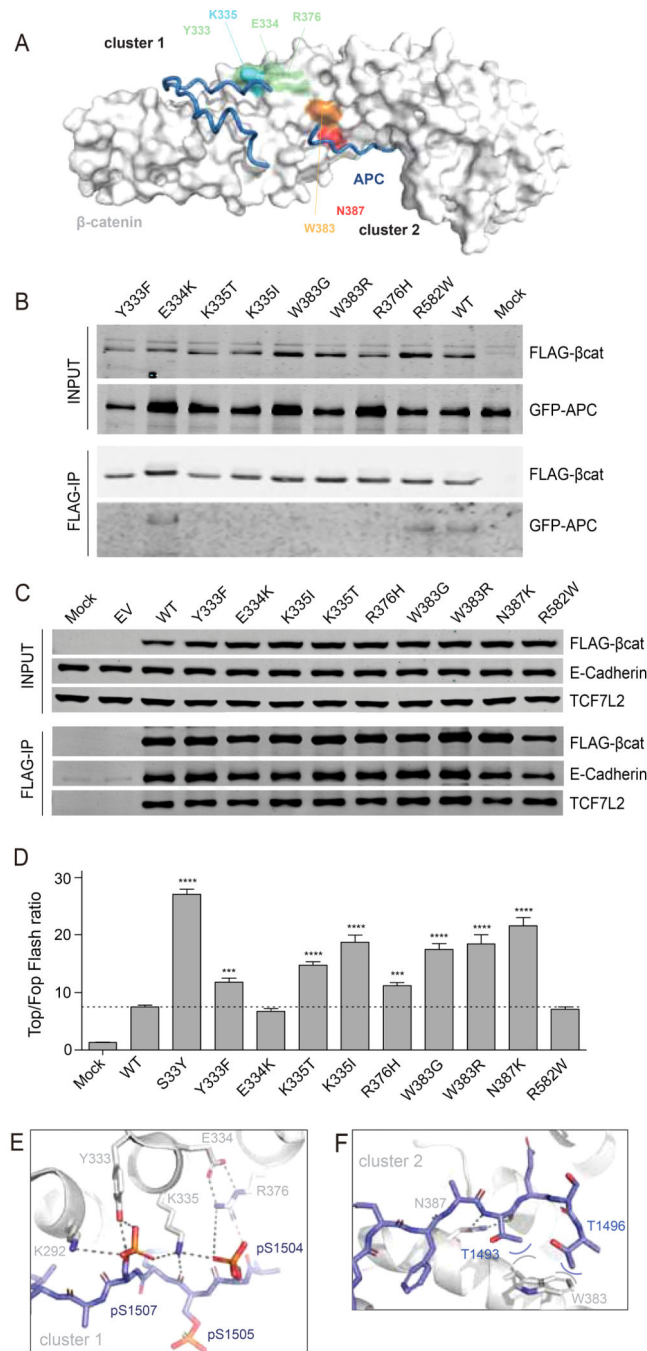 A
K335
R376
Y333
E334
cluster 1
APC
β-catenin
N387
W383
cluster 2
B
Y333F E334K K335T K335I W383G W383R R376H R582W WT Mock
INPUT
FLAG-βcat
GFP-APC
FLAG-IP
FLAG-βcat
GFP-APC
C
Mock EV WT Y333F E334K K335I K335T R376H W383G W383R N387K R582W
INPUT
FLAG-βcat
E-Cadherin
TCF7L2
FLAG-IP
FLAG-βcat
E-Cadherin
TCF7L2
D
Top/Fop Flash ratio
30
20
10
0
**** *** **** **** *** **** **** ****
Mock WT S33Y Y333F E334K K335T K335I R376H W383G W383R N387K R582W
E
Y333
E334
K335
R376
K292
pS1504
pS1507
pS1505
cluster 1
F
cluster 2
N387
T1496
T1493
W383